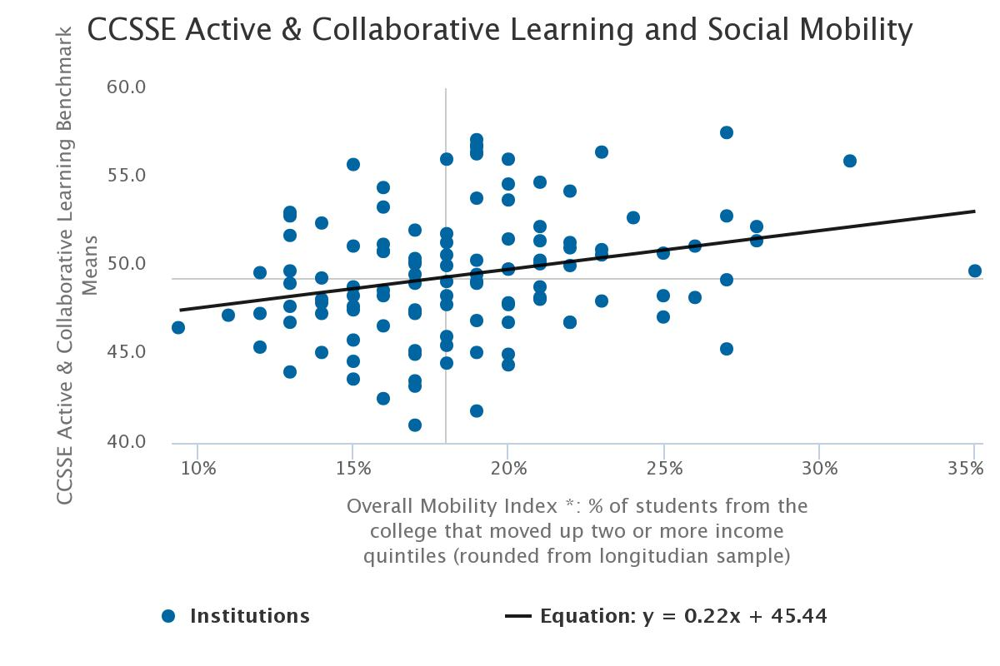 CCSSE Active & Collaborative Learning and Social Mobility
CCSSE Active & Collaborative Learning Benchmark
Means
60.0
55.0
50.0
45.0
40.0
10%
15%
20%
25%
30%
35%
Overall Mobility Index *: % of students from the
college that moved up two or more income
quintiles (rounded from longitudian sample)
Institutions
Equation: y = 0.22x + 45.44